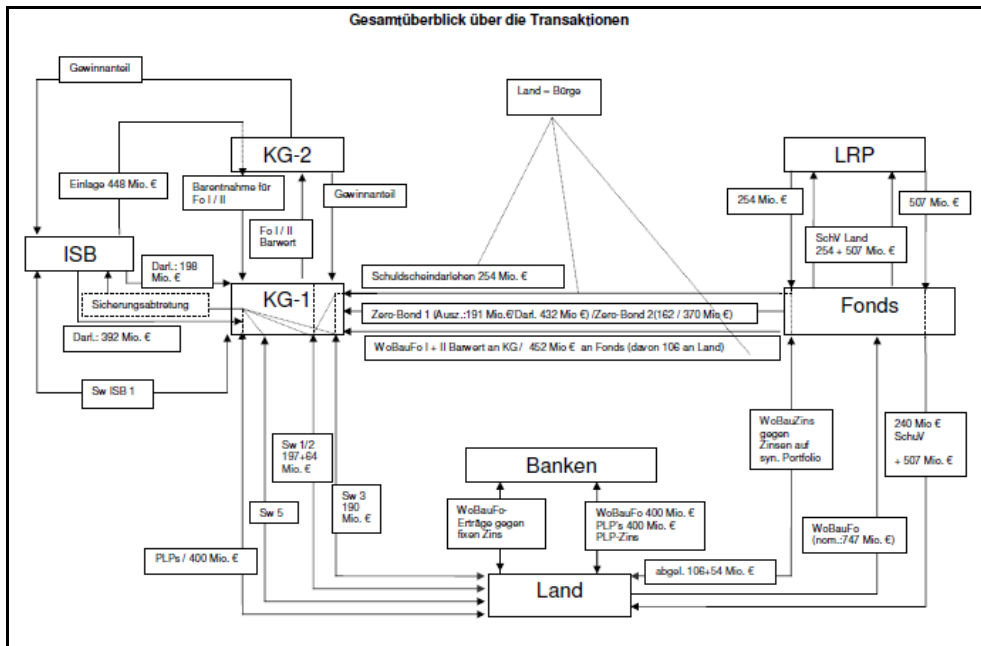 Gesamtüberblick über die Transaktionen
Gewinnanteil
Land = Bürge
KG-2
LRP
Einlage 448 Mio. €
Barentnahme für
Fo I / II
Gewinnanteil
254 Mio. €
507 Mio. €
Fo I / II
Barwert
SchV Land
254 + 507 Mio. €
ISB
Darl.: 198
Mio. €
Schuldscheindarlehen 254 Mio. €
KG-1
Fonds
Sicherungsabtretung
Zero-Bond 1 (Ausz.:191 Mio.€/Darl. 432 Mio €) /Zero-Bond 2(162 / 370 Mio €)
Darl.: 392 Mio. €
WoBauFo I + II Barwert an KG / 452 Mio € an Fonds (davon 106 an Land)
Sw ISB 1
WoBauZins
gegen
Zinsen auf
syn. Portfolio
240 Mio €
SchuV
+ 507 Mio. €
Sw 1/2
197+64
Mio. €
Banken
Sw 3
190
Mio. €
Sw 5
WoBauFo-
Erträge gegen
fixen Zins
WoBauFo 400 Mio. €
PLP's 400 Mio. €
PLP-Zins
WoBauFo
(nom.:747 Mio. €)
PLPs / 400 Mio. €
abgel. 106+54 Mio. €
Land